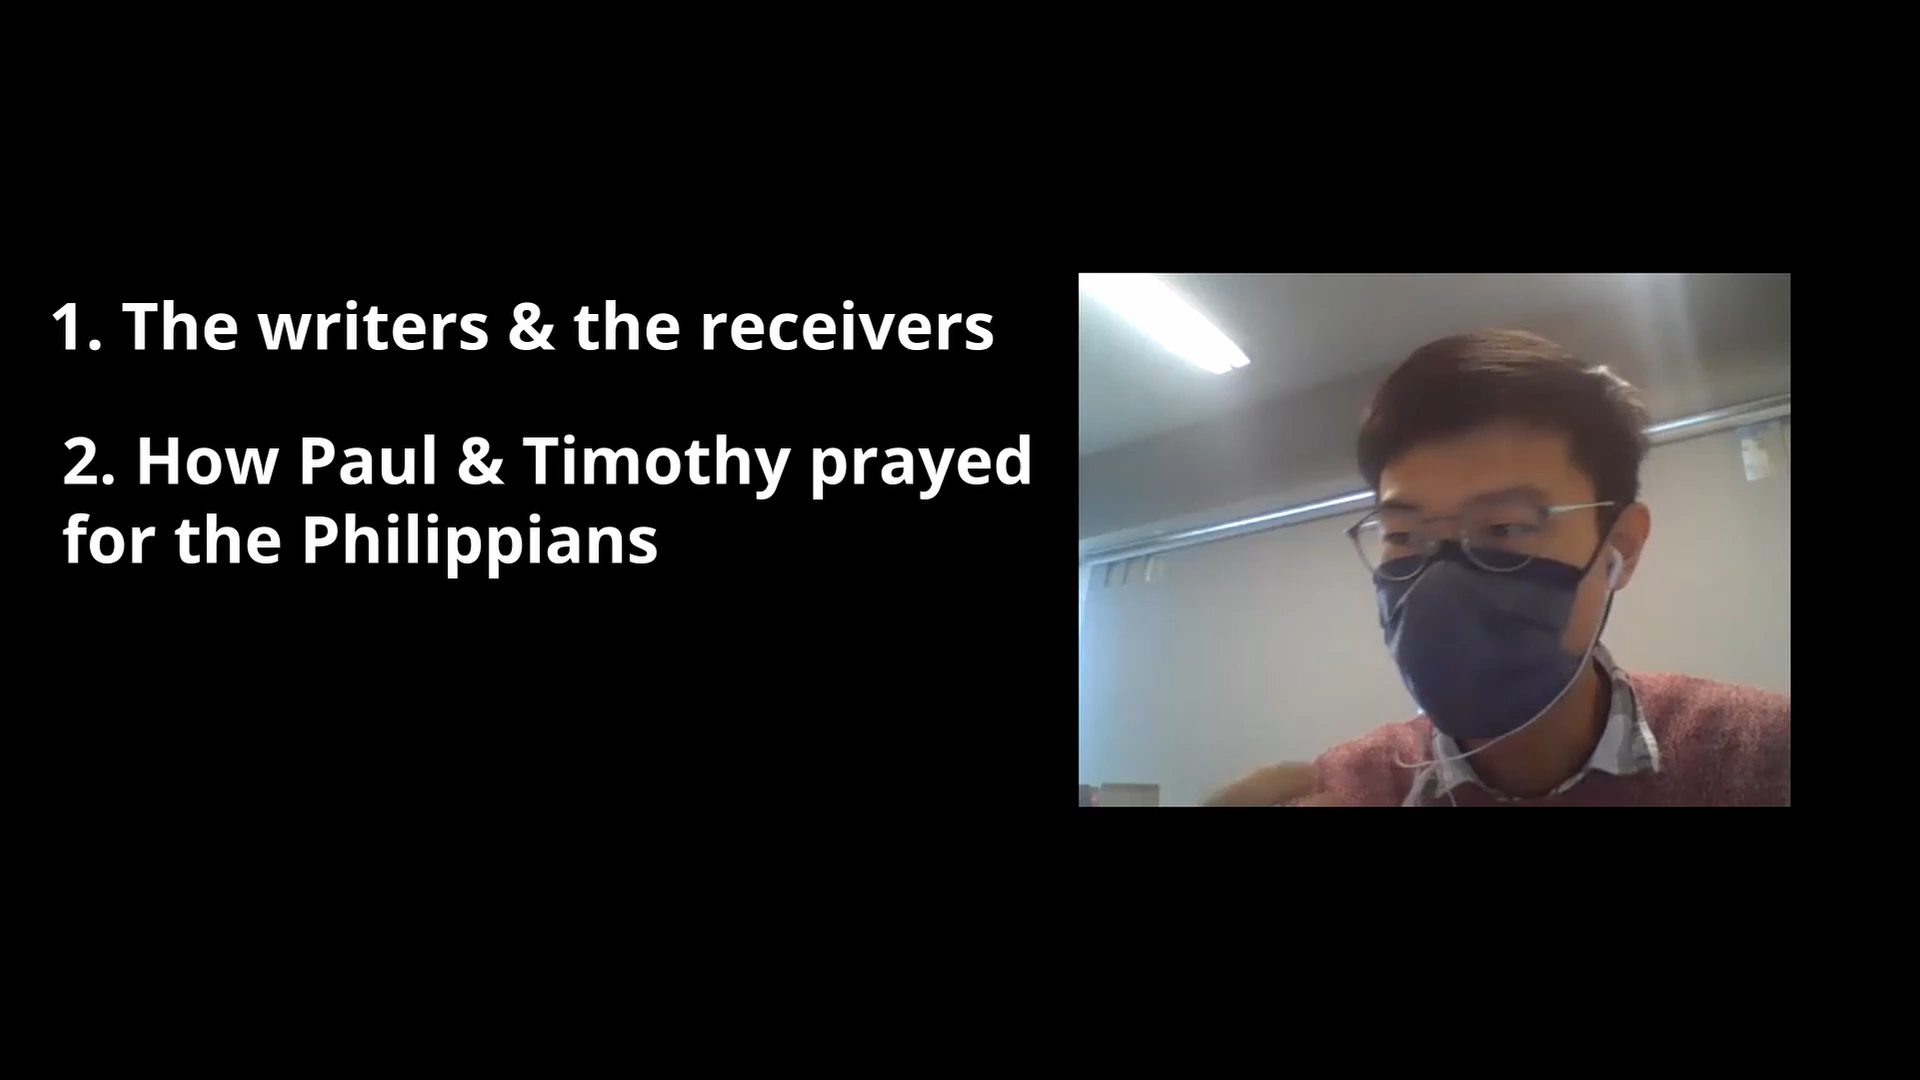 1. The writers & the receivers
2. How Paul & Timothy prayed
for the Philippians